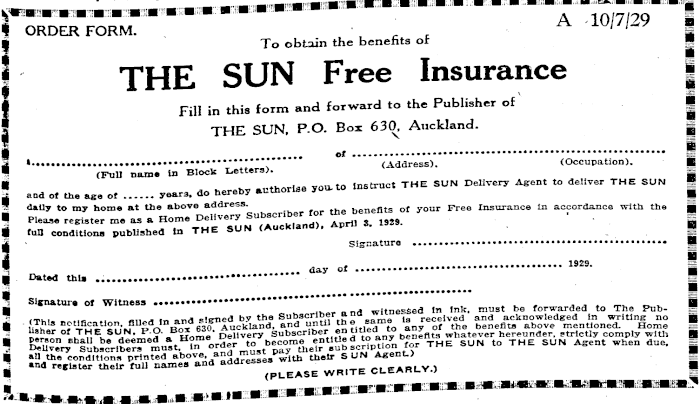 ORDER FORM.
A 10/7/29
To obtain the benefits of
THE SUN Free Insurance
Fill in this form and forward to the Publisher of
THE SUN, P.O. Box 630, Auckland.
I.............................................. of ....................................................
(Full name in Block Letters). (Address). (Occupation).
and of the age of ...... years, do hereby authorise you to instruct THE SUN Delivery Agent to deliver THE SUN
daily to my home at the above address.
Please register me as a Home Delivery Subscriber for the benefits of your Free Insurance in accordance with the
full conditions published in THE SUN (Auckland), April 3, 1929.
Signature ..........................................
Dated this .................................. day of .................................. 1929.
Signature of Witness ..................................................
(This notification, filled in and signed by the Subscriber and witnessed in ink, must be forwarded to The Pub-
lisher of THE SUN, P.O. Box 630, Auckland, and until the same is received and acknowledged in writing no
person shall be deemed a Home Delivery Subscriber entitled to any of the benefits above mentioned. Home
Delivery Subscribers must, in order to become entitled to any benefits whatever hereunder, strictly comply with
all the conditions printed above, and must pay their subscription for THE SUN to THE SUN Agent when due,
and register their full names and addresses with their SUN Agent.)
(PLEASE WRITE CLEARLY.)